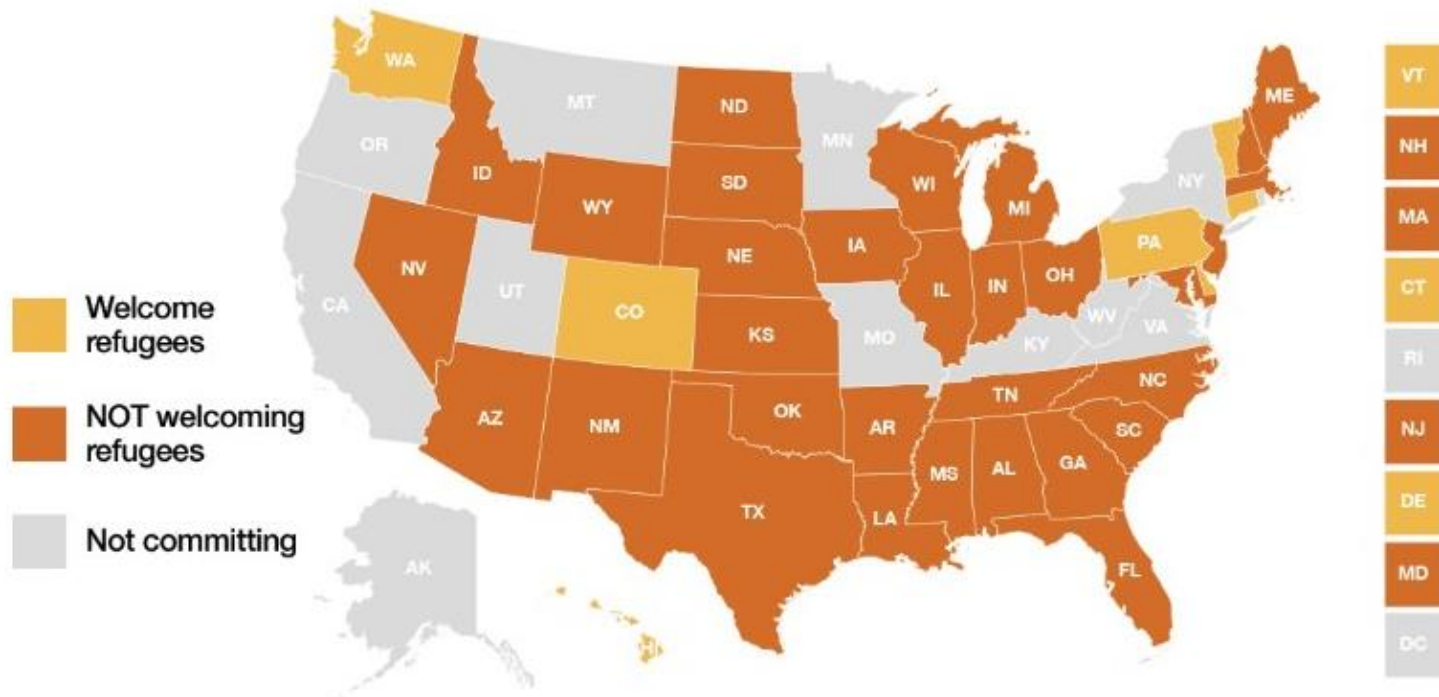 WA
MT
ND
MN
ME
OR
ID
SD
WI
NY
WY
MI
IA
PA
NE
NV
UT
IL
IN
OH
CA
CO
WV
VA
KS
MO
KY
NC
TN
AZ
NM
OK
AR
SC
MS
AL
GA
TX
LA
FL
AK
HI
Welcome
refugees
NOT welcoming
refugees
Not committing
VT
NH
MA
CT
RI
NJ
DE
MD
DC